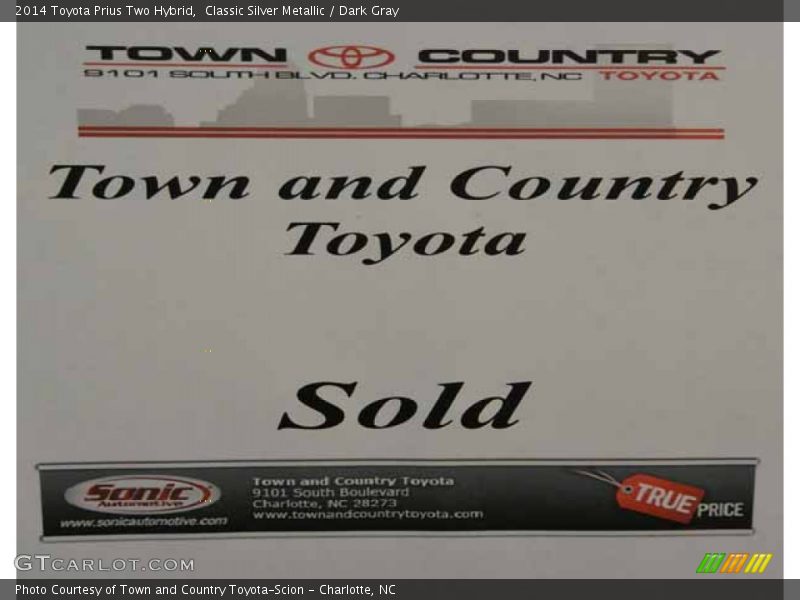 2014 Toyota Prius Two Hybrid,  Classic Silver Metallic / Dark Gray
TOWN COUNTRY
9101 SOUTH BLVD. CHARLOTTE, NC TOYOTA
Town and Country
Toyota
Sold
Sonic
Automotive
www.sonicautomotive.com
Town and Country Toyota
9101 South Boulevard
Charlotte, NC 28273
www.townandcountrytoyota.com
TRUE PRICE
GTCARLOT.COM
Photo Courtesy of Town and Country Toyota-Scion - Charlotte, NC